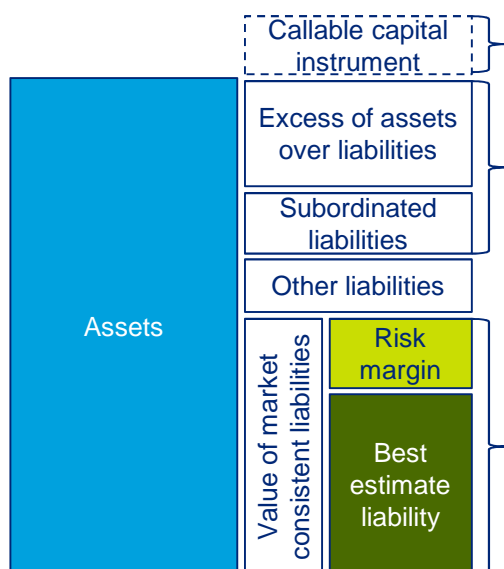 Callable capital
instrument
Excess of assets
over liabilities
Subordinated
liabilities
Other liabilities
Assets
Value of market
consistent liabilities
Risk
margin
Best
estimate
liability